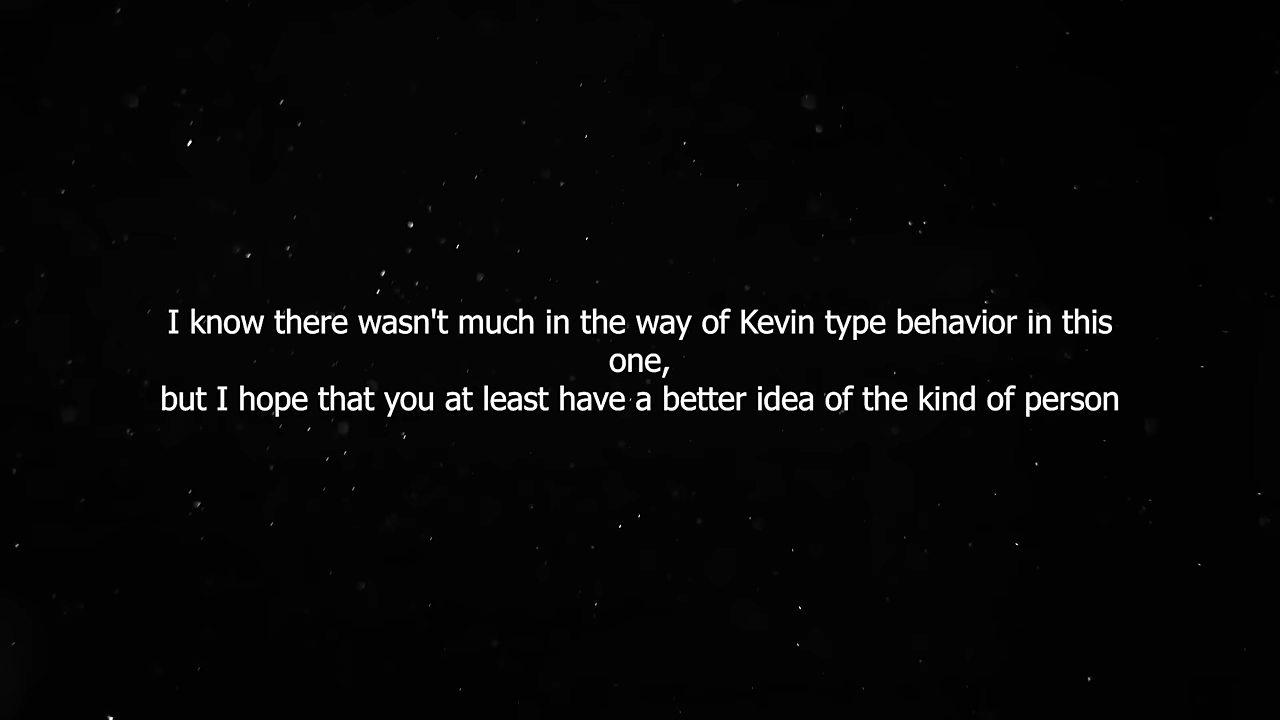 I know there wasn't much in the way of Kevin type behavior in this
one,
but I hope that you at least have a better idea of the kind of person